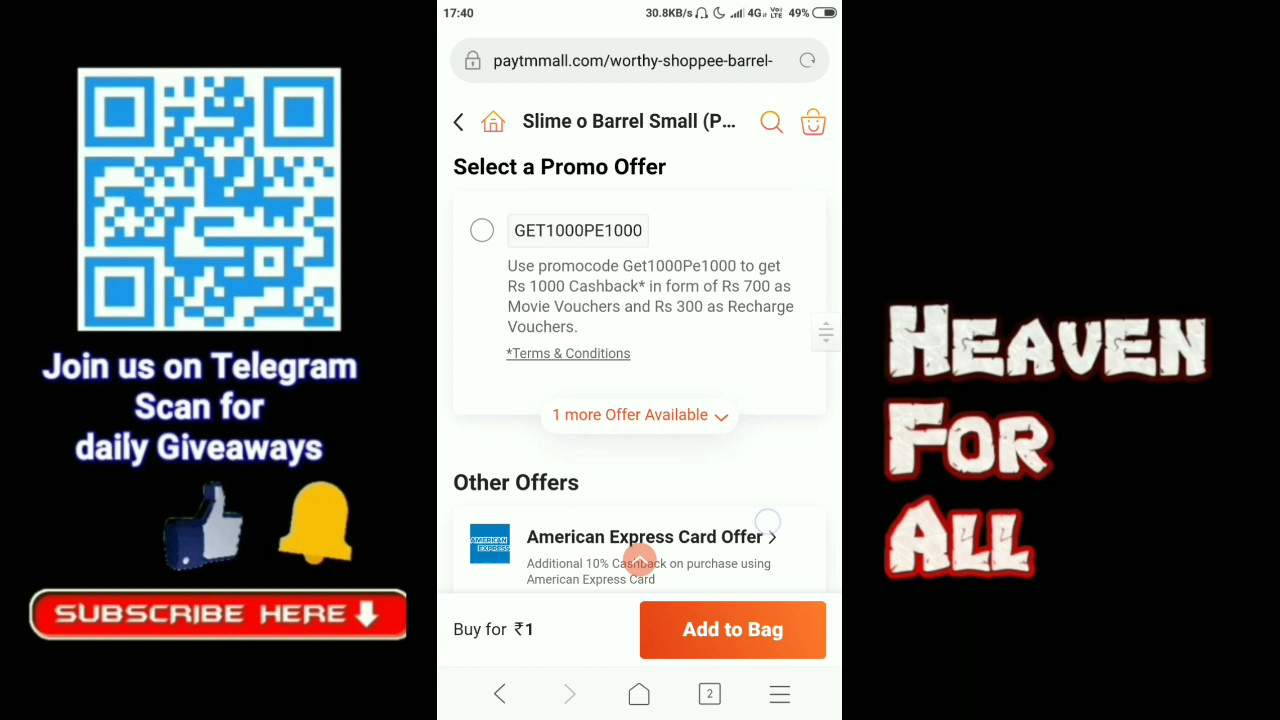 17:40
30.8KB/s 4G VoLTE 49%
paytmmall.com/worthy-shoppee-barrel-
Slime o Barrel Small (P...
Select a Promo Offer
GET1000PE1000
Use promocode Get1000Pe1000 to get
Rs 1000 Cashback* in form of Rs 700 as
Movie Vouchers and Rs 300 as Recharge
Vouchers.
*Terms & Conditions
1 more Offer Available
Other Offers
AMERICAN
EXPRESS
American Express Card Offer
Additional 10% Cashback on purchase using
American Express Card
Buy for ₹1
Add to Bag
2
Join us on Telegram
Scan for
daily Giveaways
SUBSCRIBE HERE
HEAVEN
FOR
ALL